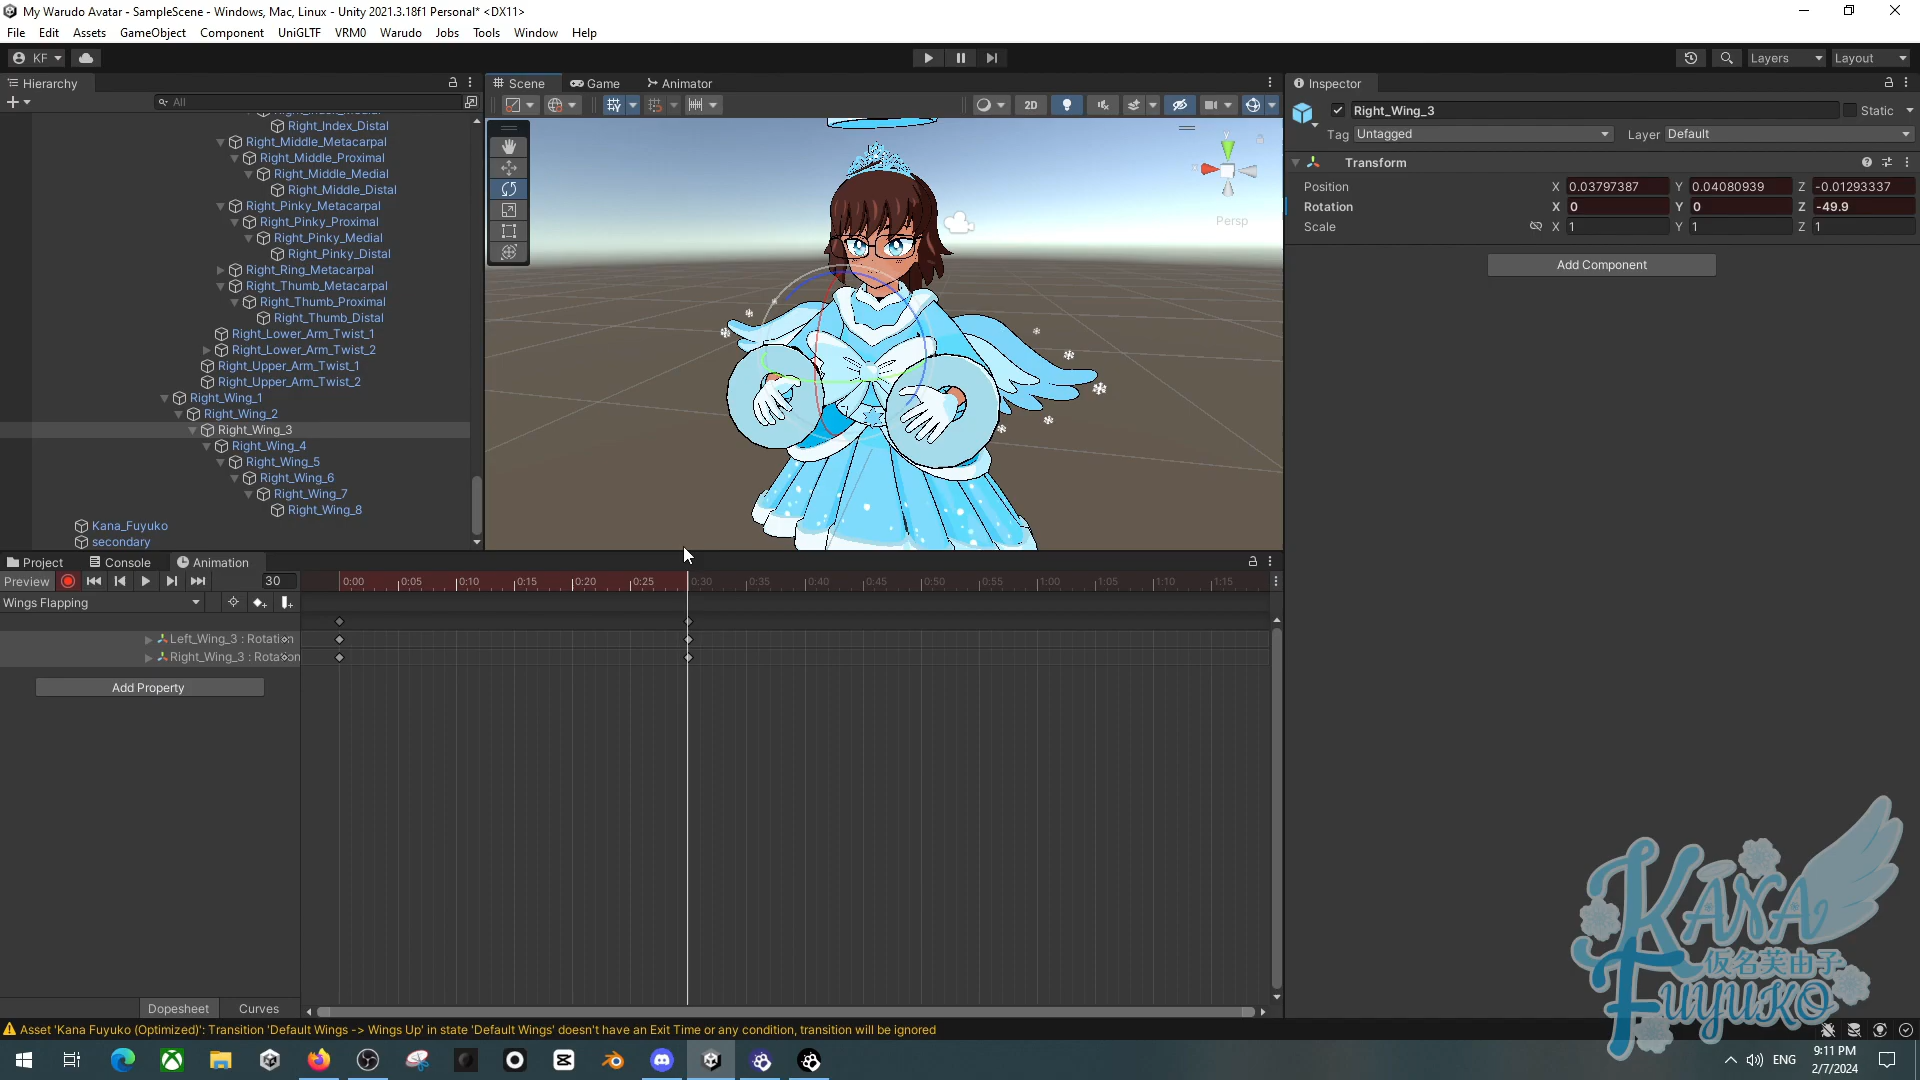 My Warudo Avatar - SampleScene - Windows, Mac, Linux - Unity 2021.3.18f1 Personal* <DX11>
File Edit Assets GameObject Component UniGLTF VRM0 Warudo Jobs Tools Window Help
KF
Layers
Layout
Hierarchy
All
Right_Index_Distal
Right_Middle_Metacarpal
Right_Middle_Proximal
Right_Middle_Medial
Right_Middle_Distal
Right_Pinky_Metacarpal
Right_Pinky_Proximal
Right_Pinky_Medial
Right_Pinky_Distal
Right_Ring_Metacarpal
Right_Thumb_Metacarpal
Right_Thumb_Proximal
Right_Thumb_Distal
Right_Lower_Arm_Twist_1
Right_Lower_Arm_Twist_2
Right_Upper_Arm_Twist_1
Right_Upper_Arm_Twist_2
Right_Wing_1
Right_Wing_2
Right_Wing_3
Right_Wing_4
Right_Wing_5
Right_Wing_6
Right_Wing_7
Right_Wing_8
Kana_Fuyuko
secondary
Scene Game Animator
2D
Y
Persp
Inspector
Right_Wing_3 Static
Tag Untagged Layer Default
Transform
Position X 0.03797387 Y 0.04080939 Z -0.01293337
Rotation X 0 Y 0 Z -49.9
Scale X 1 Y 1 Z 1
Add Component
Project Console Animation
Preview 30
0:00 0:05 0:10 0:15 0:20 0:25 0:30 0:35 0:40 0:45 0:50 0:55 1:00 1:05 1:10 1:15
Wings Flapping
Left_Wing_3 : Rotation
Right_Wing_3 : Rotation
Add Property
Dopesheet Curves
Asset 'Kana Fuyuko (Optimized)': Transition 'Default Wings -> Wings Up' in state 'Default Wings' doesn't have an Exit Time or any condition, transition will be ignored
KANA
仮名芙由子
FUYUKO
ENG
9:11 PM
2/7/2024